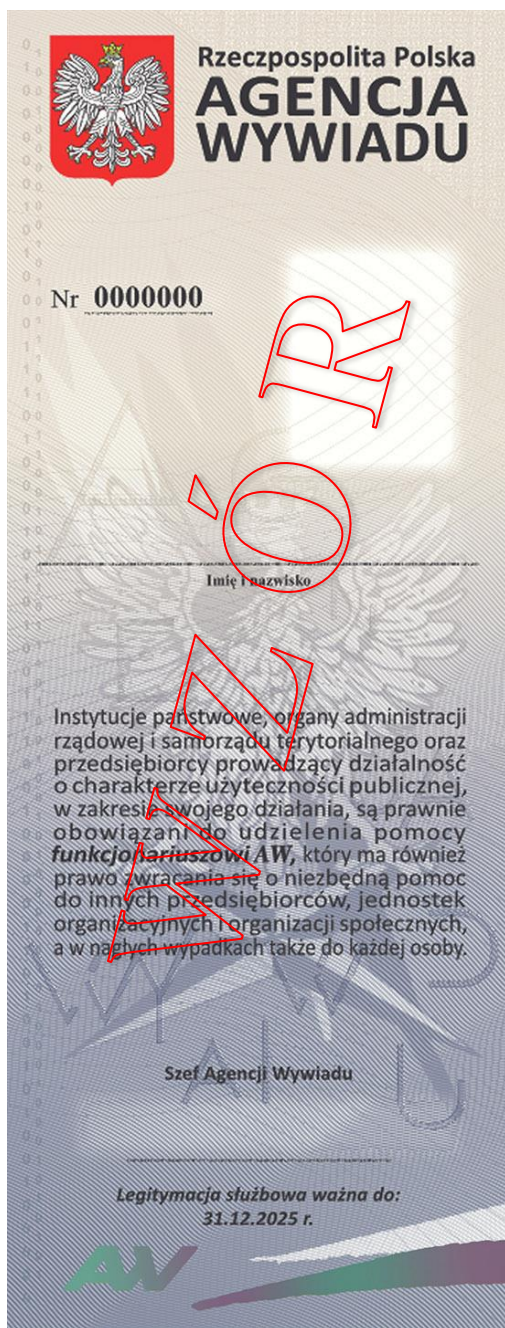 Rzeczpospolita Polska
AGENCJA
WYWIADU
Nr 0000000
Imię i nazwisko
WZÓR
Instytucje państwowe, organy administracji
rządowej i samorządu terytorialnego oraz
przedsiębiorcy prowadzący działalność
o charakterze użyteczności publicznej,
w zakresie swojego działania, są prawnie
obowiązani do udzielenia pomocy
funkcjonariuszowi AW, który ma również
prawo zwracania się o niezbędną pomoc
do innych przedsiębiorców, jednostek
organizacyjnych i organizacji społecznych,
a w nagłych wypadkach także do każdej osoby.
Szef Agencji Wywiadu
Legitymacja służbowa ważna do:
31.12.2025 r.
AW